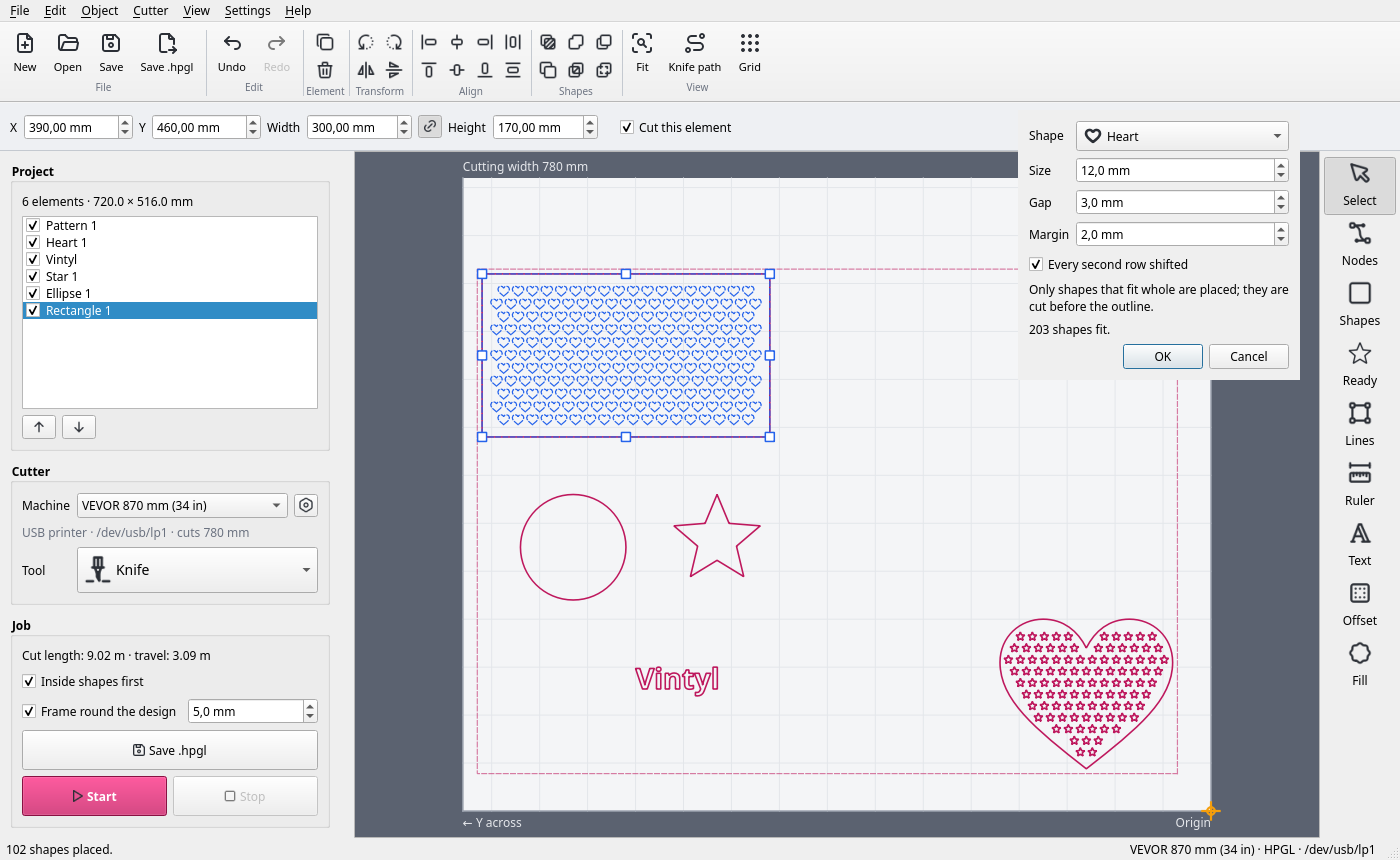 File Edit Object Cutter View Settings Help
New Open Save Save .hpgl Undo Redo Fit Knife path Grid
File Edit Element Transform Align Shapes View
X 390,00 mm Y 460,00 mm Width 300,00 mm Height 170,00 mm Cut this element
Project
6 elements · 720.0 × 516.0 mm
Pattern 1
Heart 1
Vintyl
Star 1
Ellipse 1
Rectangle 1
Cutter
Machine VEVOR 870 mm (34 in)
USB printer · /dev/usb/lp1 · cuts 780 mm
Tool Knife
Job
Cut length: 9.02 m · travel: 3.09 m
Inside shapes first
Frame round the design 5,0 mm
Save .hpgl
Start Stop
Cutting width 780 mm
Vintyl
← Y across Origin
Shape Heart
Size 12,0 mm
Gap 3,0 mm
Margin 2,0 mm
Every second row shifted
Only shapes that fit whole are placed; they are
cut before the outline.
203 shapes fit.
OK Cancel
Select
Nodes
Shapes
Ready
Lines
Ruler
Text
Offset
Fill
102 shapes placed. VEVOR 870 mm (34 in) · HPGL · /dev/usb/lp1